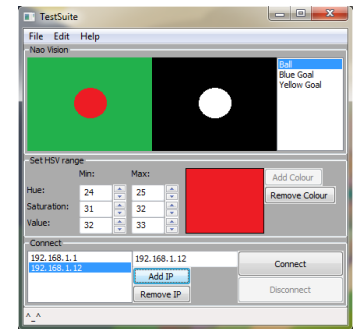 TestSuite
File Edit Help
Nao Vision
Ball
Blue Goal
Yellow Goal
Set HSV range
Min: Max:
Hue: 24 25
Saturation: 31 32
Value: 32 33
Add Colour
Remove Colour
Connect
192.168.1.1
192.168.1.12
192.168.1.12
Add IP
Remove IP
Connect
Disconnect
^_^